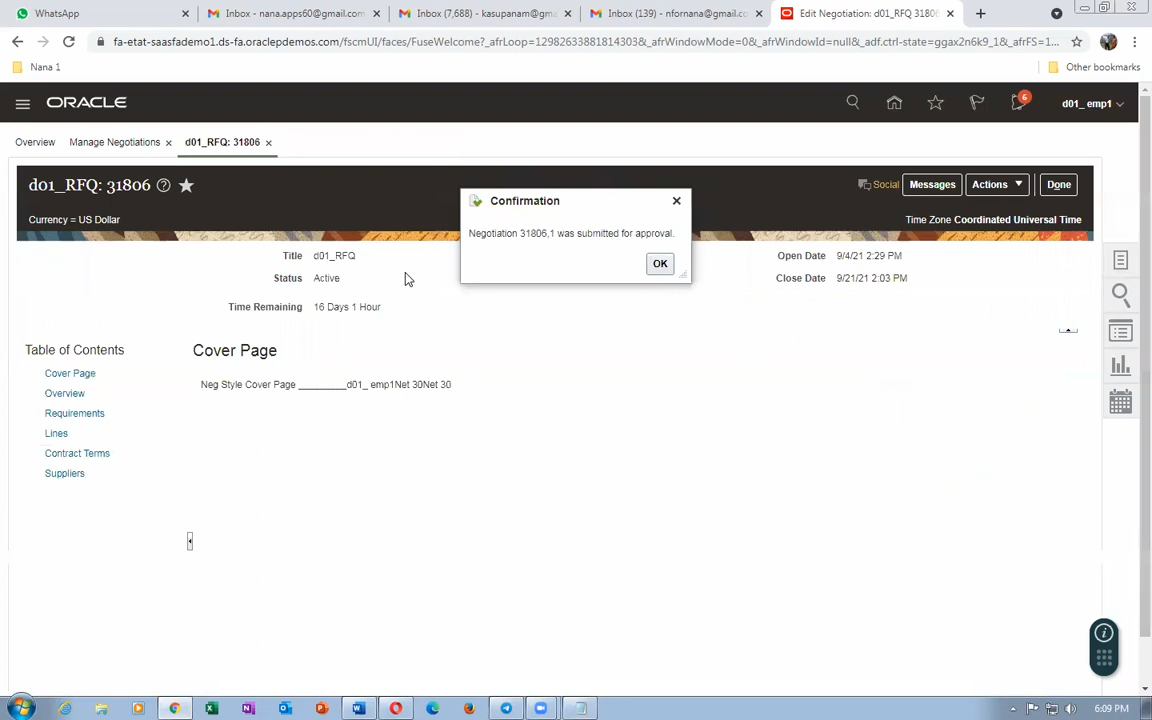 WhatsApp
Inbox - nana.apps60@gmail.com
Inbox (7,688) - kasupanam@gma
Inbox (139) - nfornana@gmail.c
Edit Negotiation: d01_RFQ 31806
fa-etat-saasfademo1.ds-fa.oraclepdemos.com/fscmUI/faces/FuseWelcome?_afrLoop=12982633881814303&_afrWindowMode=0&_afrWindowId=null&_adf.ctrl-state=ggax2n6k9_1&_afrFS=1...
Nana 1
Other bookmarks
ORACLE
6
d01_ emp1
Overview
Manage Negotiations
d01_RFQ: 31806
d01_RFQ: 31806
Social
Messages
Actions
Done
Currency = US Dollar
Time Zone Coordinated Universal Time
Confirmation
Negotiation 31806,1 was submitted for approval.
OK
Title d01_RFQ
Open Date 9/4/21 2:29 PM
Status Active
Close Date 9/21/21 2:03 PM
Time Remaining 16 Days 1 Hour
Table of Contents
Cover Page
Overview
Requirements
Lines
Contract Terms
Suppliers
Cover Page
Neg Style Cover Page _________d01_ emp1Net 30Net 30
6:09 PM